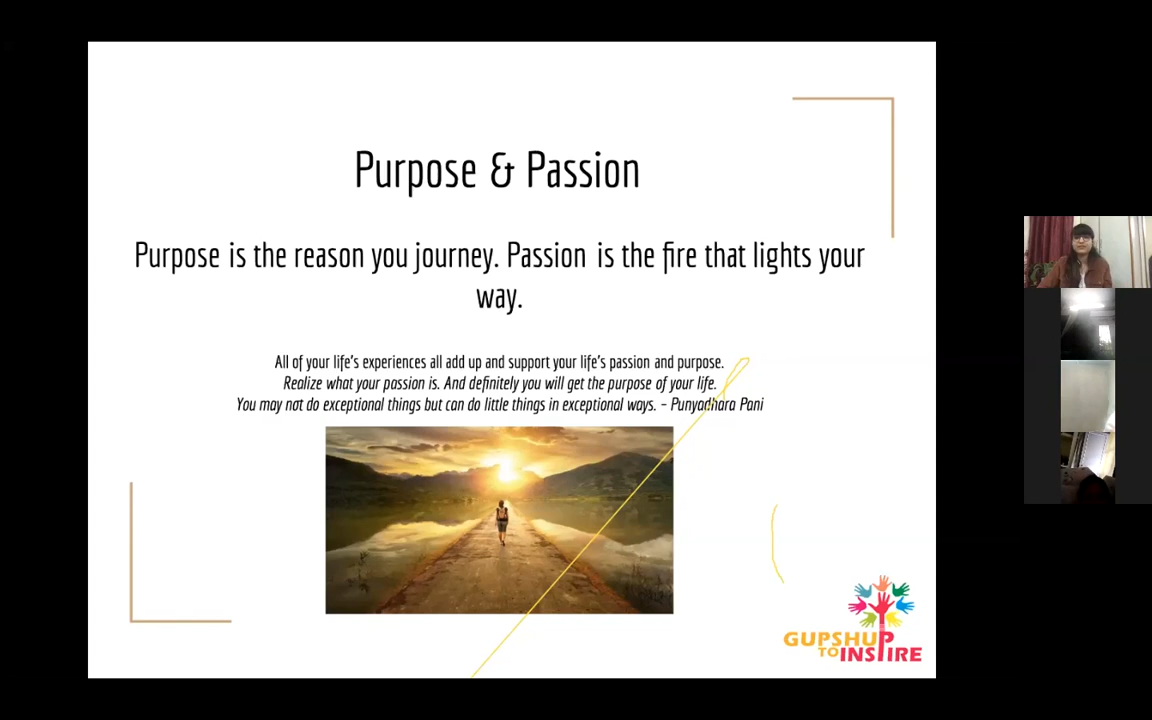 Purpose & Passion
Purpose is the reason you journey. Passion is the fire that lights your
way.
All of your life's experiences all add up and support your life's passion and purpose.
Realize what your passion is. And definitely you will get the purpose of your life.
You may not do exceptional things but can do little things in exceptional ways. - Punyadhara Pani
GUPSHUP
TO INSPIRE